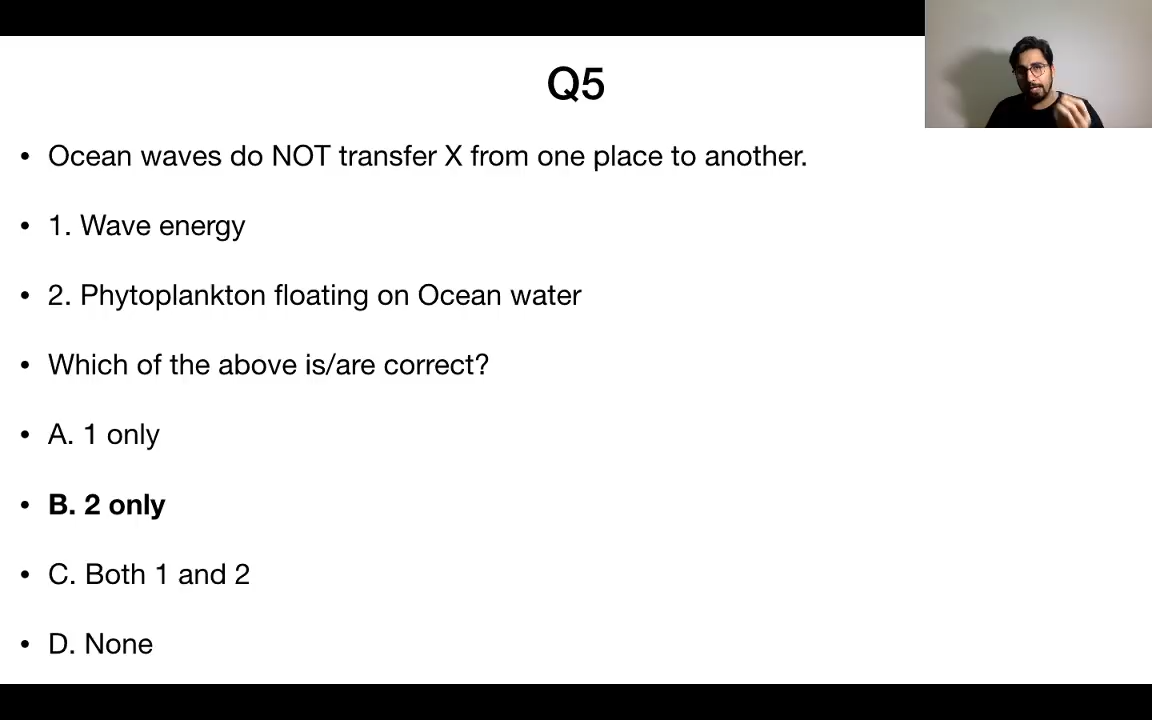 Q5
• Ocean waves do NOT transfer X from one place to another.
• 1. Wave energy
• 2. Phytoplankton floating on Ocean water
• Which of the above is/are correct?
• A. 1 only
• B. 2 only
• C. Both 1 and 2
• D. None